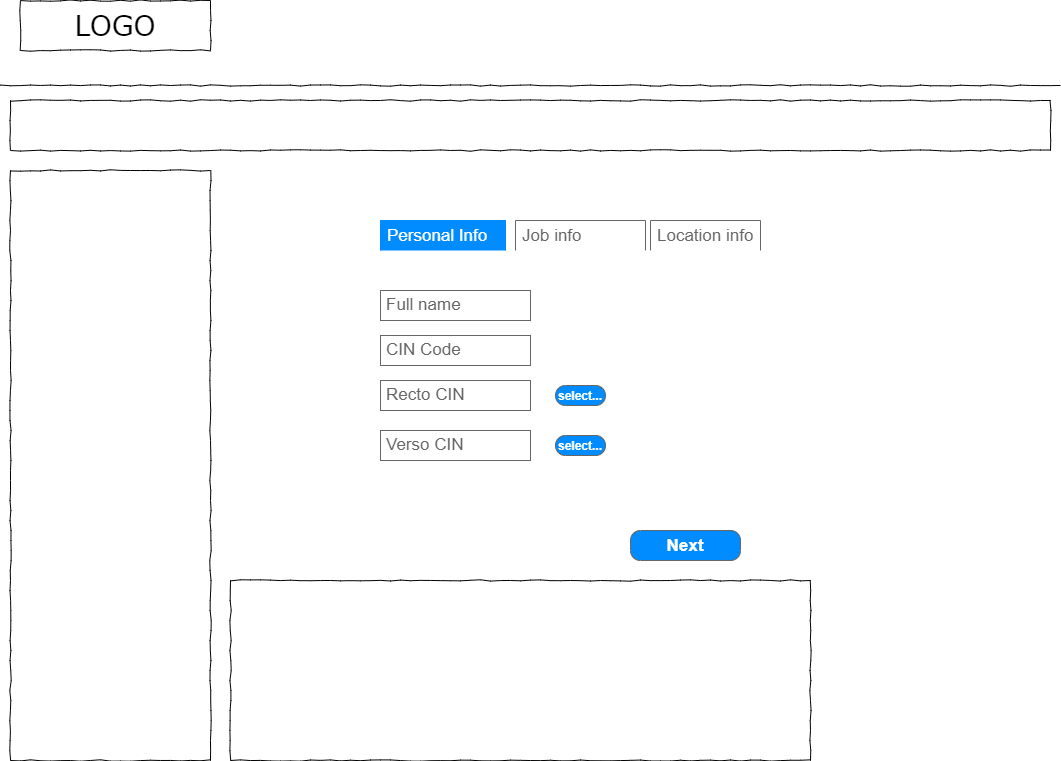 LOGO
Personal Info
Job info
Location info
Full name
CIN Code
Recto CIN
select...
Verso CIN
select...
Next